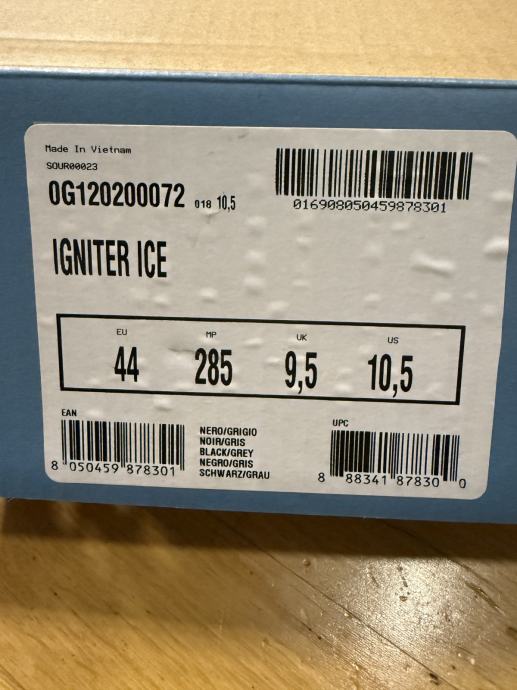 Made In Vietnam
SOUR00023
0G120200072 018 10,5
016908050459878301
IGNITER ICE
EU MP UK US
44 285 9,5 10,5
EAN
8 050459 878301
NERO/GRIGIO
NOIR/GRIS
BLACK/GREY
NEGRO/GRIS
SCHWARZ/GRAU
UPC
8 88341 87830 0